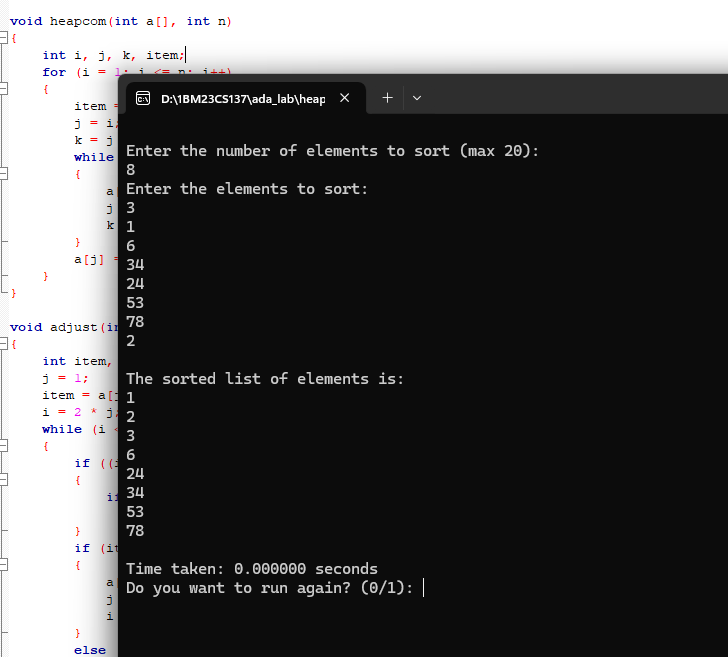 void heapcom(int a[], int n)
{
int i, j, k, item;
for (i = 1; i <= n; i++)
{
item =
j = i;
k = j
while
{
a
j
k
}
a[j] =
}
}
void adjust(in
{
int item,
j = 1;
item = a[j
i = 2 * j;
while (i <
{
if ((i
{
if
}
if (it
{
a
j
i
}
else
D:\1BM23CS137\ada_lab\heap
Enter the number of elements to sort (max 20):
8
Enter the elements to sort:
3
1
6
34
24
53
78
2
The sorted list of elements is:
1
2
3
6
24
34
53
78
Time taken: 0.000000 seconds
Do you want to run again? (0/1):